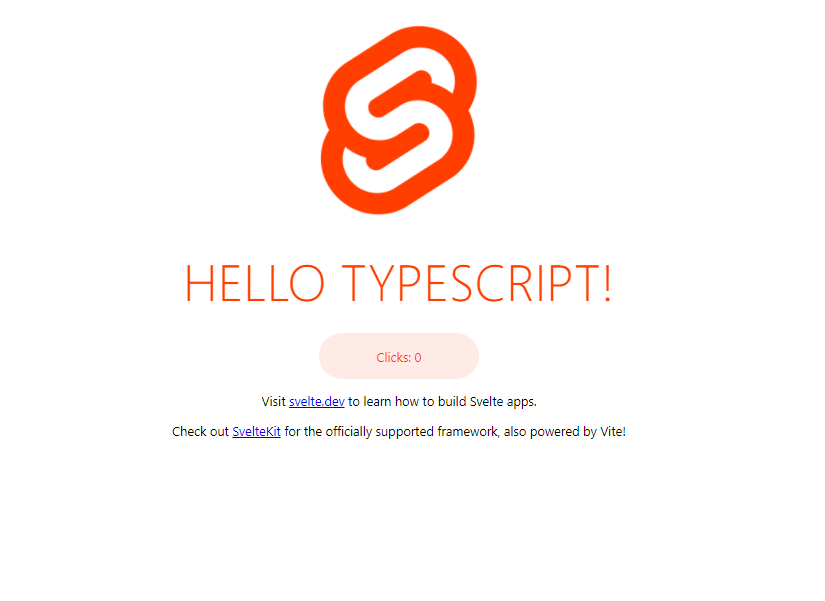 HELLO TYPESCRIPT!
Clicks: 0
Visit svelte.dev to learn how to build Svelte apps.
Check out SvelteKit for the officially supported framework, also powered by Vite!